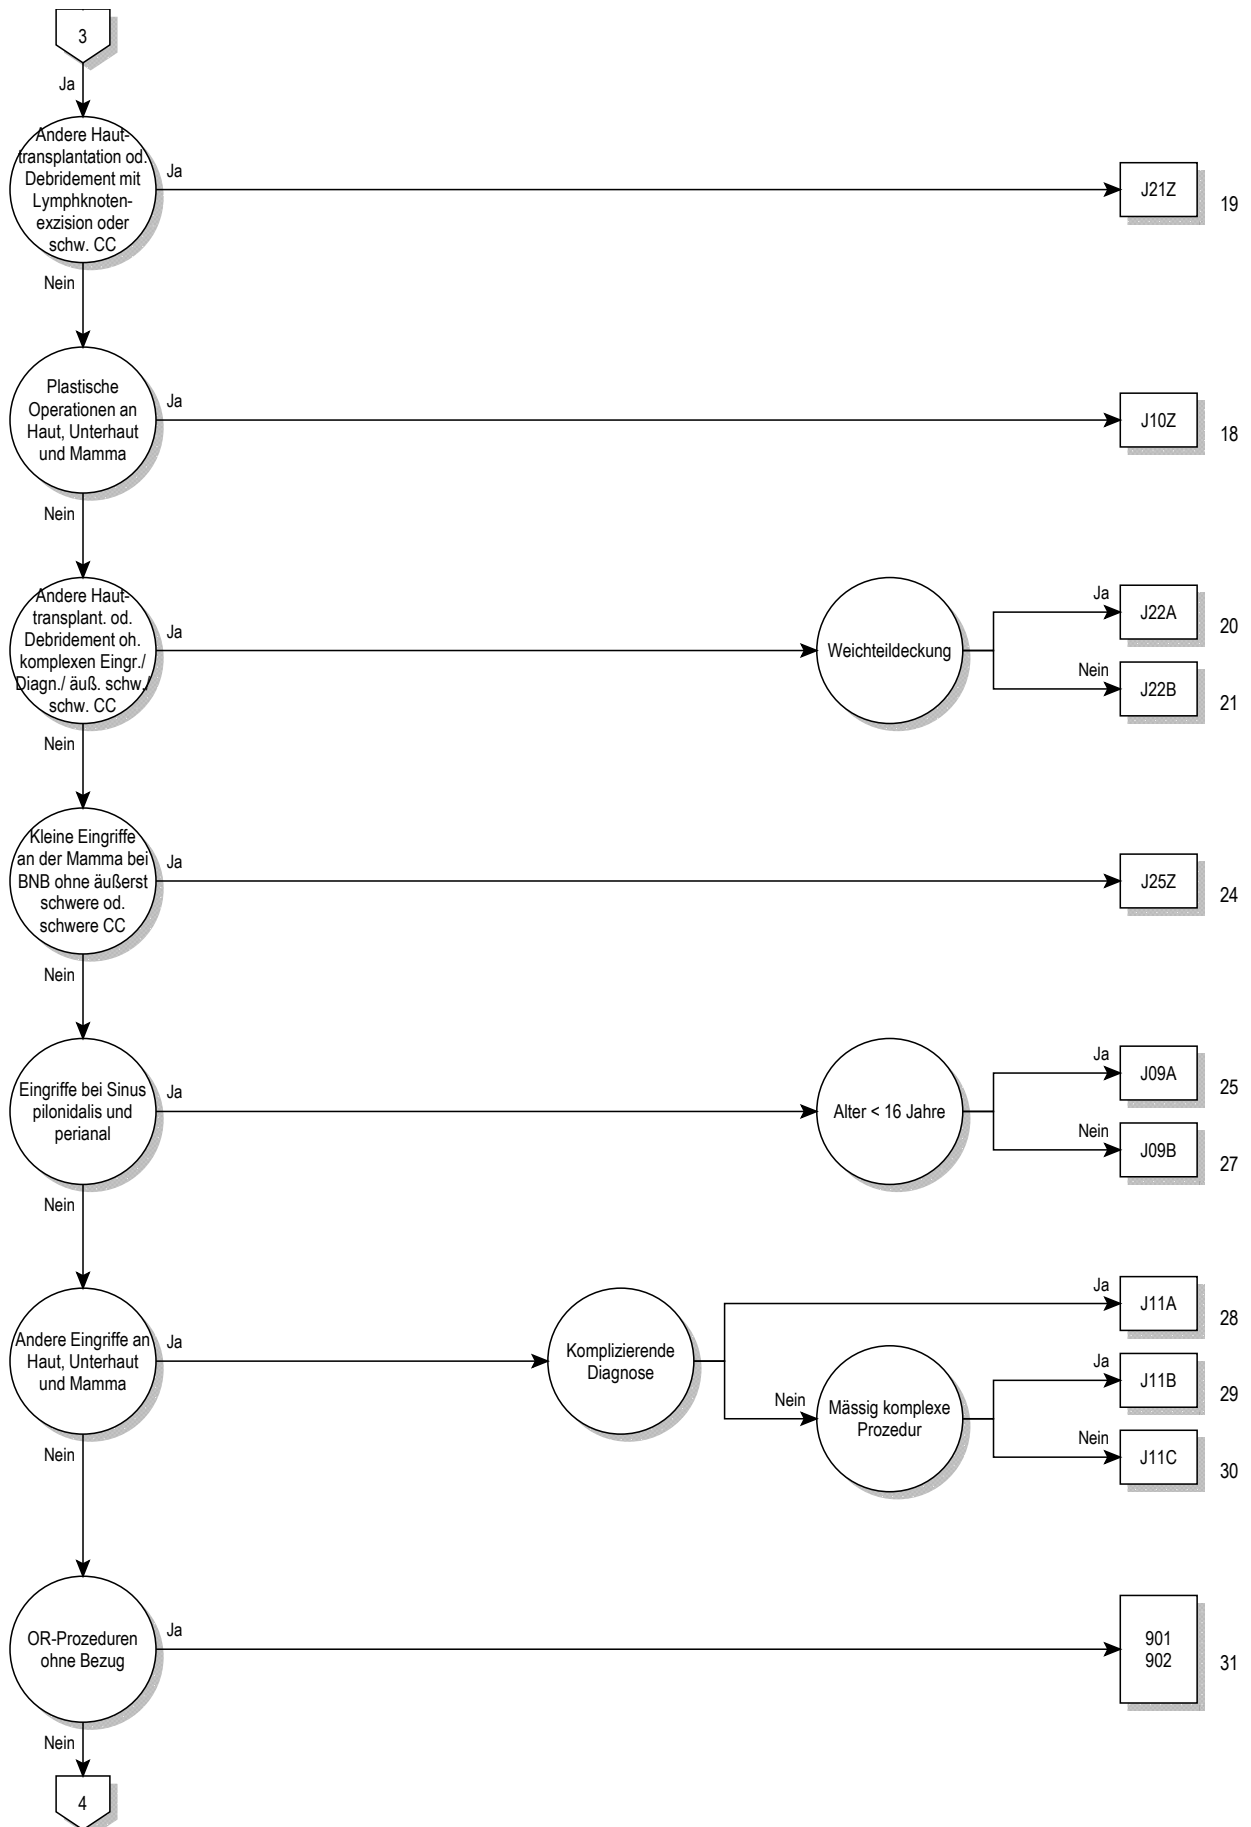 3
Ja
Andere Haut-
transplantation od.
Debridement mit
Lymphknoten-
exzision oder
schw. CC
Ja
J21Z
19
Nein
Plastische
Operationen an
Haut, Unterhaut
und Mamma
Ja
J10Z
18
Nein
Andere Haut-
transplant. od.
Debridement oh.
komplexen Eingr./
Diagn./ äuß. schw./
schw. CC
Ja
Weichteildeckung
Ja
J22A
20
Nein
J22B
21
Nein
Kleine Eingriffe
an der Mamma bei
BNB ohne äußerst
schwere od.
schwere CC
Ja
J25Z
24
Nein
Eingriffe bei Sinus
pilonidalis und
perianal
Ja
Alter < 16 Jahre
Ja
J09A
25
Nein
J09B
27
Nein
Andere Eingriffe an
Haut, Unterhaut
und Mamma
Ja
Komplizierende
Diagnose
Ja
J11A
28
Nein
Mässig komplexe
Prozedur
Ja
J11B
29
Nein
J11C
30
Nein
OR-Prozeduren
ohne Bezug
Ja
901
902
31
Nein
4